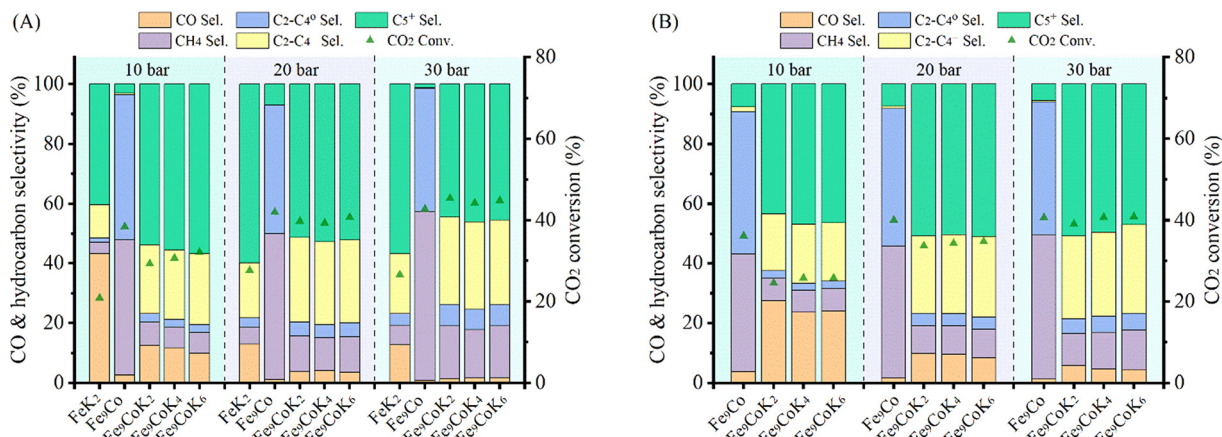 (A)
CO Sel. C₂-C₄⁰ Sel. C₅⁺ Sel.
CH4 Sel. C₂-C₄ Sel. CO₂ Conv.
10 bar 20 bar 30 bar
CO & hydrocarbon selectivity (%)
100
80
60
40
20
0
CO₂ conversion (%)
80
60
40
20
0
FeK₂ Fe₉Co Fe₉CoK₂ Fe₉CoK₄ Fe₉CoK₆ FeK₂ Fe₉Co Fe₉CoK₂ Fe₉CoK₄ Fe₉CoK₆ FeK₂ Fe₉Co Fe₉CoK₂ Fe₉CoK₄ Fe₉CoK₆
(B)
CO Sel. C₂-C₄⁰ Sel. C₅⁺ Sel.
CH4 Sel. C₂-C₄⁻ Sel. CO₂ Conv.
10 bar 20 bar 30 bar
CO & hydrocarbon selectivity (%)
100
80
60
40
20
0
CO₂ conversion (%)
80
60
40
20
0
Fe₉Co Fe₉CoK₂ Fe₉CoK₄ Fe₉CoK₆ Fe₉Co Fe₉CoK₂ Fe₉CoK₄ Fe₉CoK₆ Fe₉Co Fe₉CoK₂ Fe₉CoK₄ Fe₉CoK₆